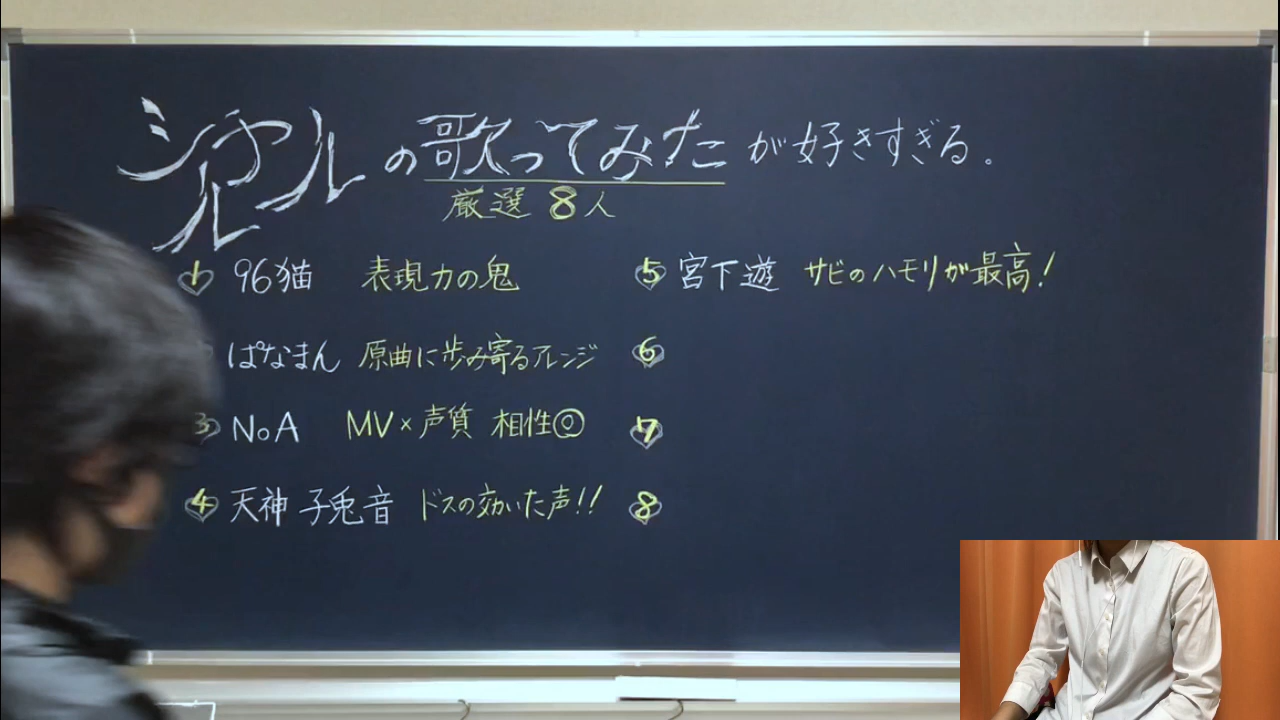 シャルルの歌ってみたが好きすぎる。
厳選 8人
1 96猫 表現力の鬼
ぱなまん 原曲に歩み寄るアレンジ
3 NoA MV×声質 相性◎
4 天神 子兎音 ドスの効いた声!!
5 宮下遊 サビのハモリが最高!
6
7
8